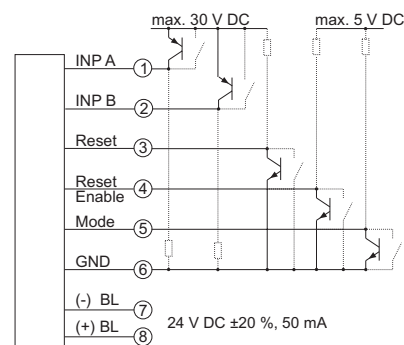 max. 30 V DC
max. 5 V DC
INP A
1
INP B
2
Reset
3
Reset
Enable
4
Mode
5
GND
6
(-) BL
7
24 V DC ±20 %, 50 mA
(+) BL
8